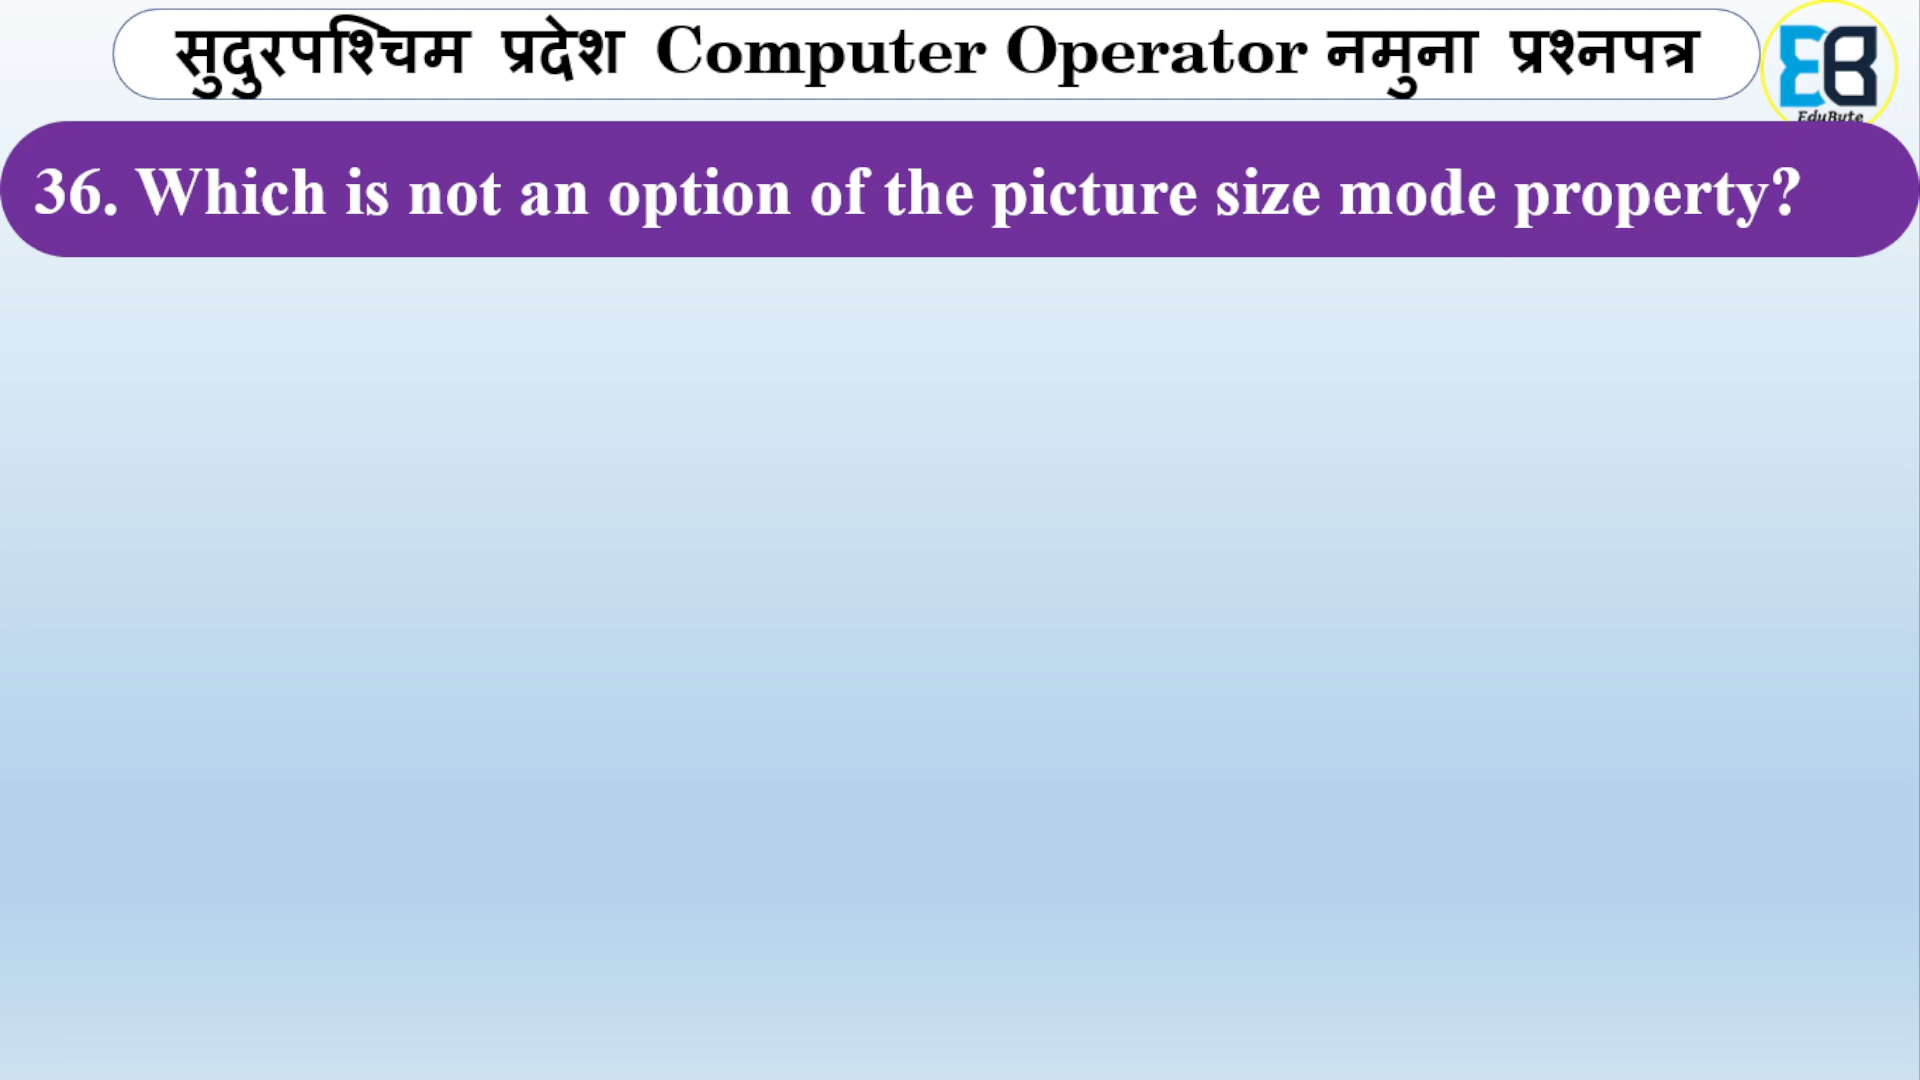 सुदुरपश्चिम प्रदेश Computer Operator नमुना प्रश्नपत्र
EduByte
36. Which is not an option of the picture size mode property?